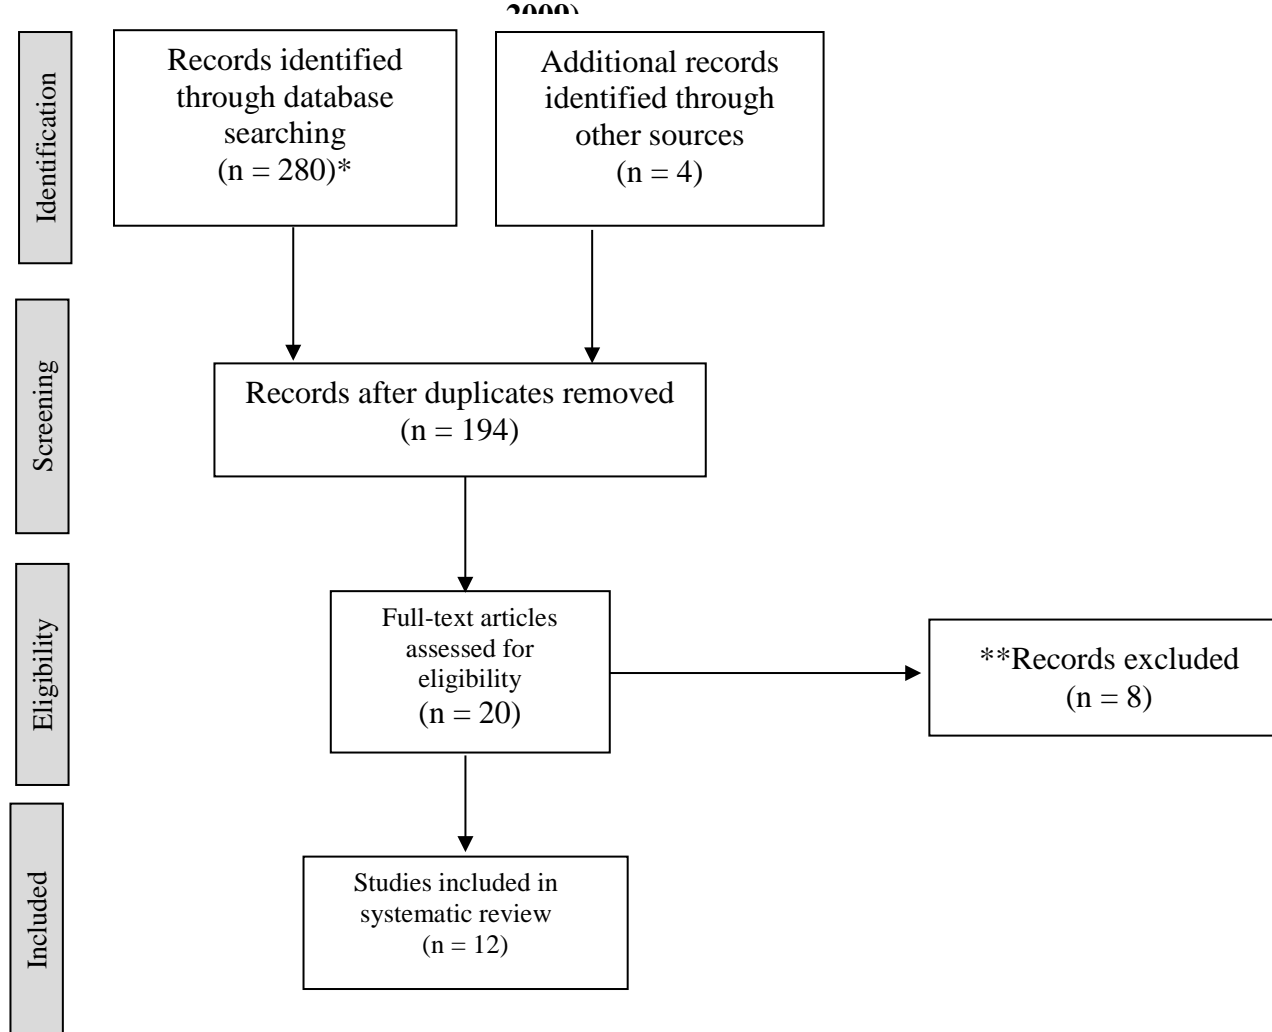 2009)
Identification
Records identified
through database
searching
(n = 280)*
Additional records
identified through
other sources
(n = 4)
Screening
Records after duplicates removed
(n = 194)
Eligibility
Full-text articles
assessed for
eligibility
(n = 20)
**Records excluded
(n = 8)
Included
Studies included in
systematic review
(n = 12)